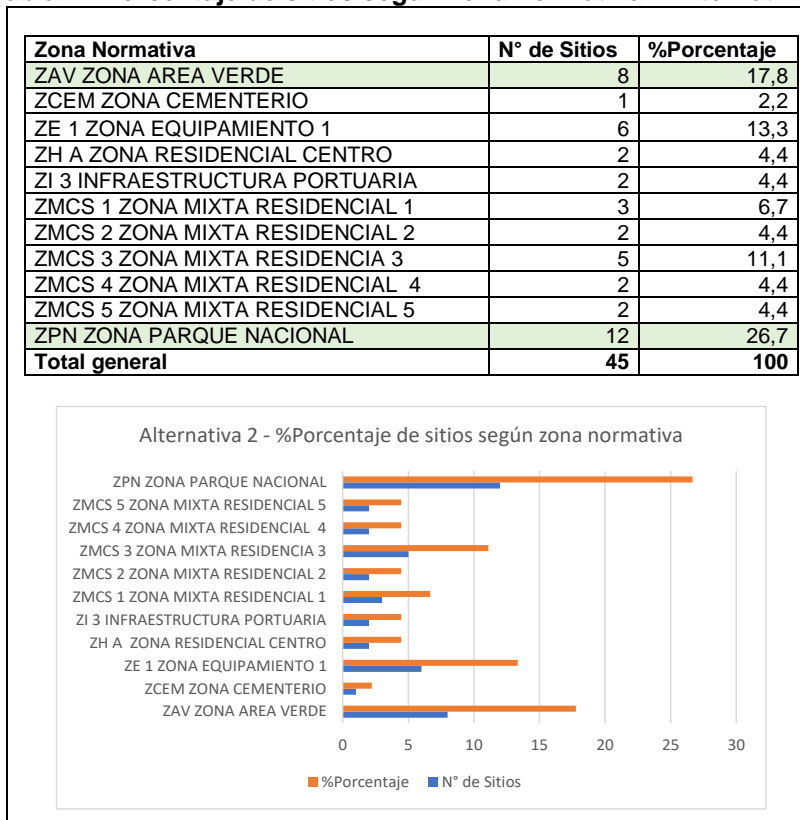 Zona Normativa N° de Sitios %Porcentaje
ZAV ZONA AREA VERDE 8 17,8
ZCEM ZONA CEMENTERIO 1 2,2
ZE 1 ZONA EQUIPAMIENTO 1 6 13,3
ZH A ZONA RESIDENCIAL CENTRO 2 4,4
ZI 3 INFRAESTRUCTURA PORTUARIA 2 4,4
ZMCS 1 ZONA MIXTA RESIDENCIAL 1 3 6,7
ZMCS 2 ZONA MIXTA RESIDENCIAL 2 2 4,4
ZMCS 3 ZONA MIXTA RESIDENCIA 3 5 11,1
ZMCS 4 ZONA MIXTA RESIDENCIAL 4 2 4,4
ZMCS 5 ZONA MIXTA RESIDENCIAL 5 2 4,4
ZPN ZONA PARQUE NACIONAL 12 26,7
Total general 45 100
Alternativa 2 - %Porcentaje de sitios según zona normativa
ZPN ZONA PARQUE NACIONAL
ZMCS 5 ZONA MIXTA RESIDENCIAL 5
ZMCS 4 ZONA MIXTA RESIDENCIAL 4
ZMCS 3 ZONA MIXTA RESIDENCIA 3
ZMCS 2 ZONA MIXTA RESIDENCIAL 2
ZMCS 1 ZONA MIXTA RESIDENCIAL 1
ZI 3 INFRAESTRUCTURA PORTUARIA
ZH A ZONA RESIDENCIAL CENTRO
ZE 1 ZONA EQUIPAMIENTO 1
ZCEM ZONA CEMENTERIO
ZAV ZONA AREA VERDE
0 5 10 15 20 25 30
%Porcentaje N° de Sitios